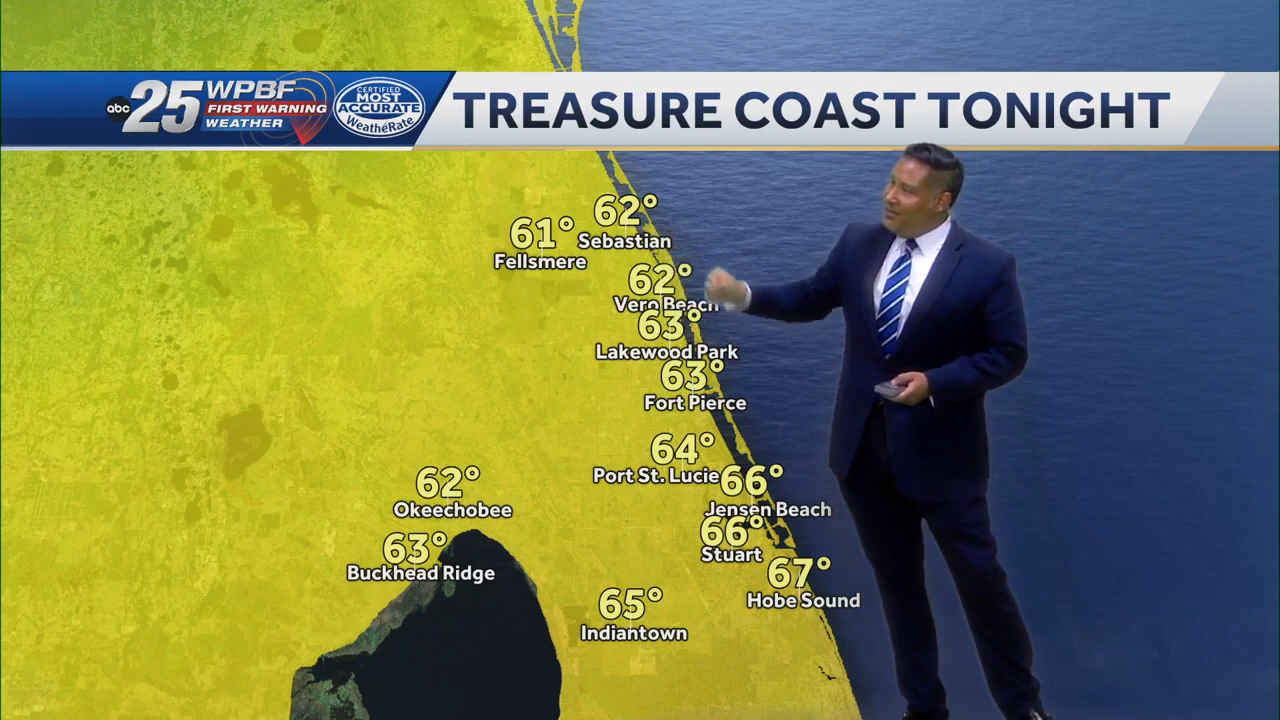 abc 25 WPBF
FIRST WARNING
WEATHER
CERTIFIED
MOST
ACCURATE
WeatheRate
TREASURE COAST TONIGHT
62°
Sebastian
61°
Fellsmere
62°
Vero Beach
63°
Lakewood Park
63°
Fort Pierce
64°
Port St. Lucie
66°
Jensen Beach
62°
Okeechobee
66°
Stuart
63°
Buckhead Ridge
67°
Hobe Sound
65°
Indiantown